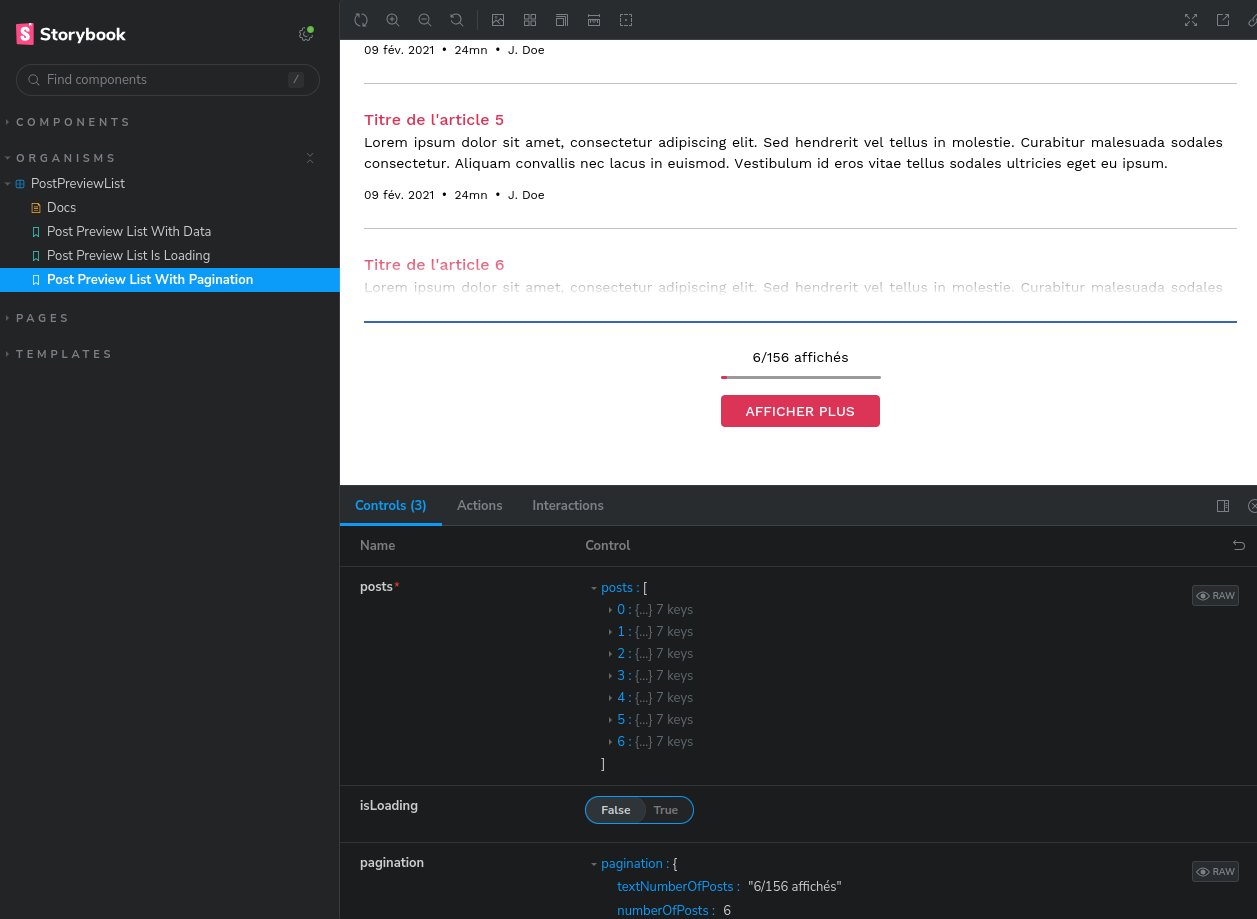 Storybook
Find components /
COMPONENTS
ORGANISMS
PostPreviewList
Docs
Post Preview List With Data
Post Preview List Is Loading
Post Preview List With Pagination
PAGES
TEMPLATES
09 fév. 2021 • 24mn • J. Doe
Titre de l'article 5
Lorem ipsum dolor sit amet, consectetur adipiscing elit. Sed hendrerit vel tellus in molestie. Curabitur malesuada sodales
consectetur. Aliquam convallis nec lacus in euismod. Vestibulum id eros vitae tellus sodales ultricies eget eu ipsum.
09 fév. 2021 • 24mn • J. Doe
Titre de l'article 6
Lorem ipsum dolor sit amet, consectetur adipiscing elit. Sed hendrerit vel tellus in molestie. Curabitur malesuada sodales
6/156 affichés
AFFICHER PLUS
Controls (3) Actions Interactions
Name Control
posts* posts : [ RAW
0 : {...} 7 keys
1 : {...} 7 keys
2 : {...} 7 keys
3 : {...} 7 keys
4 : {...} 7 keys
5 : {...} 7 keys
6 : {...} 7 keys
]
isLoading False True
pagination pagination : { RAW
textNumberOfPosts : "6/156 affichés"
numberOfPosts : 6